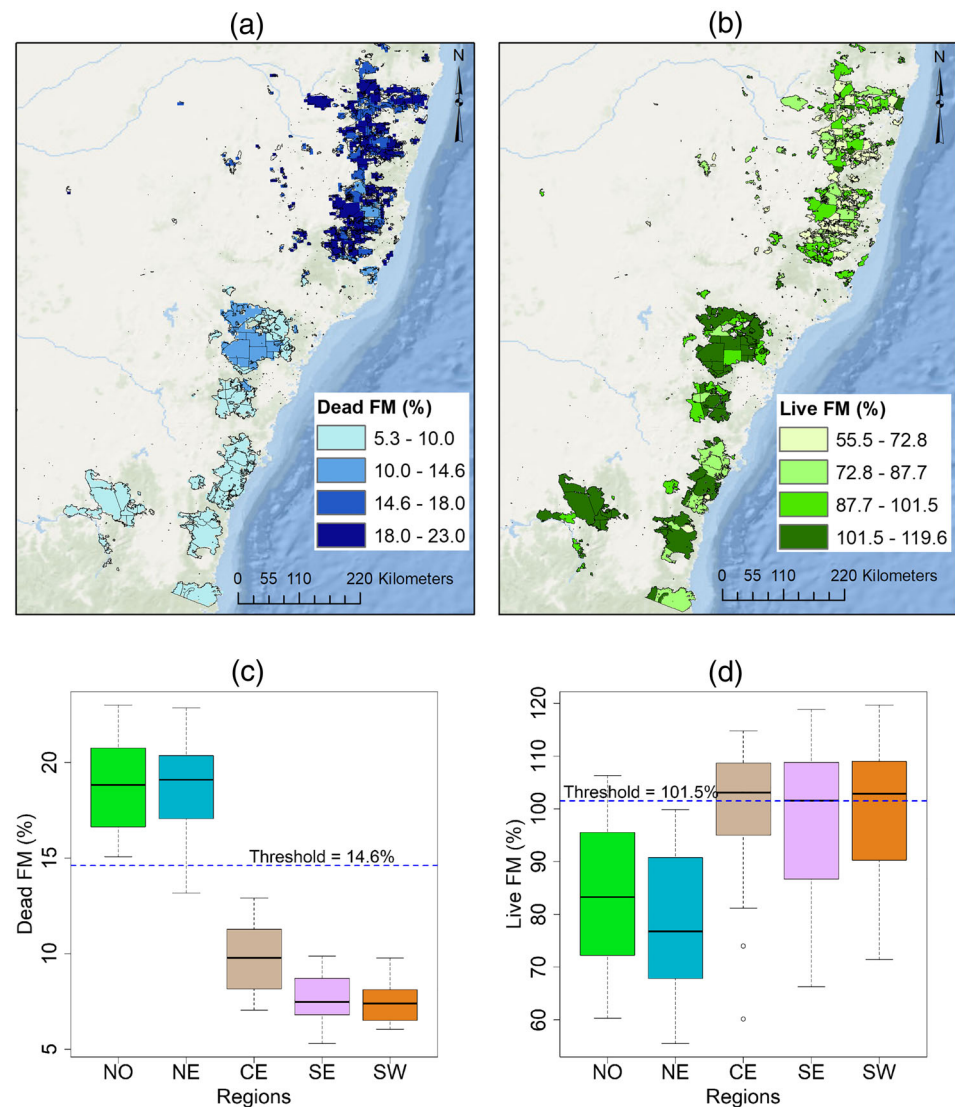 (a)
(b)
N
N
Dead FM (%)
5.3 - 10.0
10.0 - 14.6
14.6 - 18.0
18.0 - 23.0
0 55 110 220 Kilometers
Live FM (%)
55.5 - 72.8
72.8 - 87.7
87.7 - 101.5
101.5 - 119.6
0 55 110 220 Kilometers
(c)
Dead FM (%)
20
15
10
5
Threshold = 14.6%
NO NE CE SE SW
Regions
(d)
Live FM (%)
120
110
100
90
80
70
60
Threshold = 101.5%
NO NE CE SE SW
Regions